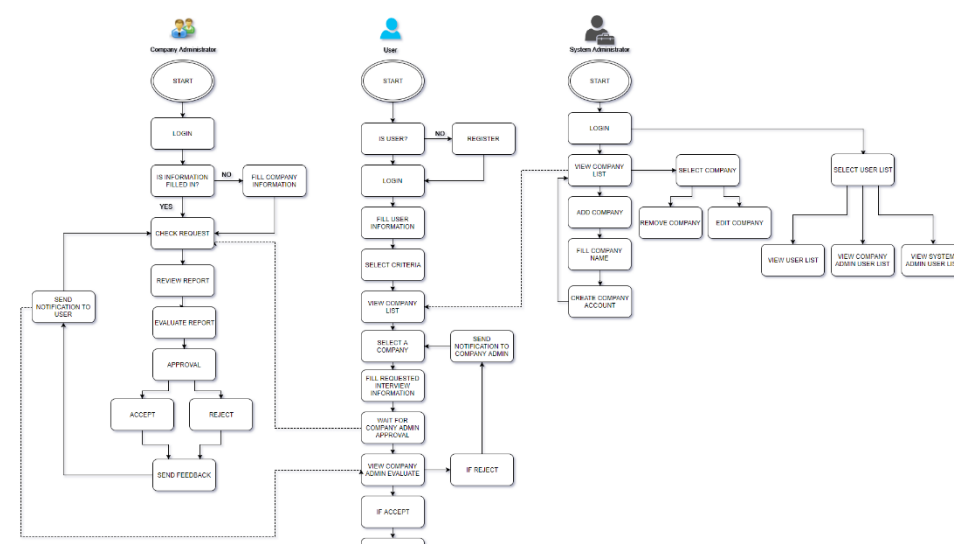 Company Administrator
START
LOGIN
IS INFORMATION
FILLED IN?
NO
FILL COMPANY
INFORMATION
YES
CHECK REQUEST
REVIEW REPORT
SEND
NOTIFICATION TO
USER
EVALUATE REPORT
APPROVAL
ACCEPT
REJECT
SEND FEEDBACK
User
START
IS USER?
NO
REGISTER
LOGIN
FILL USER
INFORMATION
SELECT CRITERIA
VIEW COMPANY
LIST
SELECT A
COMPANY
SEND
NOTIFICATION TO
COMPANY ADMIN
FILL REQUESTED
INTERVIEW
INFORMATION
WAIT FOR
COMPANY ADMIN
APPROVAL
VIEW COMPANY
ADMIN EVALUATE
IF REJECT
IF ACCEPT
System Administrator
START
LOGIN
VIEW COMPANY
LIST
SELECT COMPANY
SELECT USER LIST
ADD COMPANY
REMOVE COMPANY
EDIT COMPANY
FILL COMPANY
NAME
CREATE COMPANY
ACCOUNT
VIEW USER LIST
VIEW COMPANY
ADMIN USER LIST
VIEW SYSTEM
ADMIN USER LIS